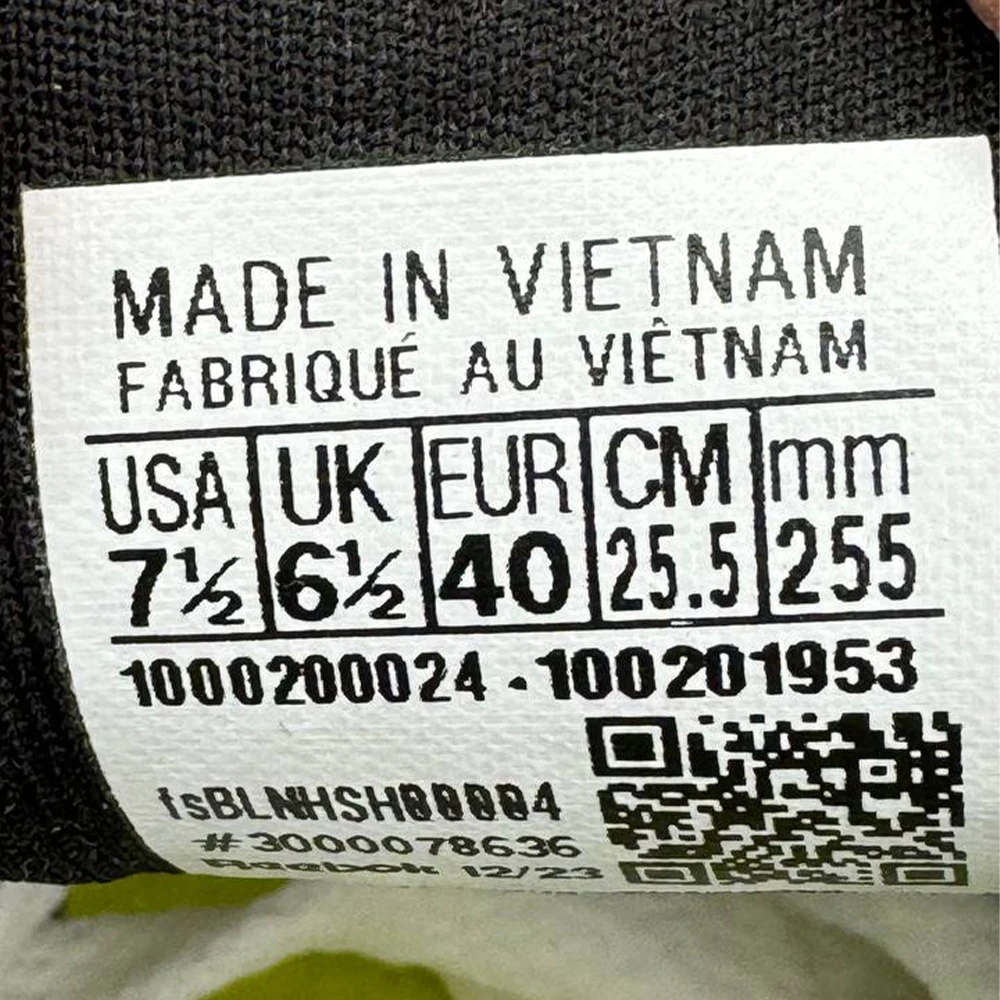 MADE IN VIETNAM
FABRIQUÉ AU VIÊTNAM
USA UK EUR CM mm
7½ 6½ 40 25.5 255
1000200024 - 100201953
fsBLNHSH00004
#3000078636
Reebok 12/23